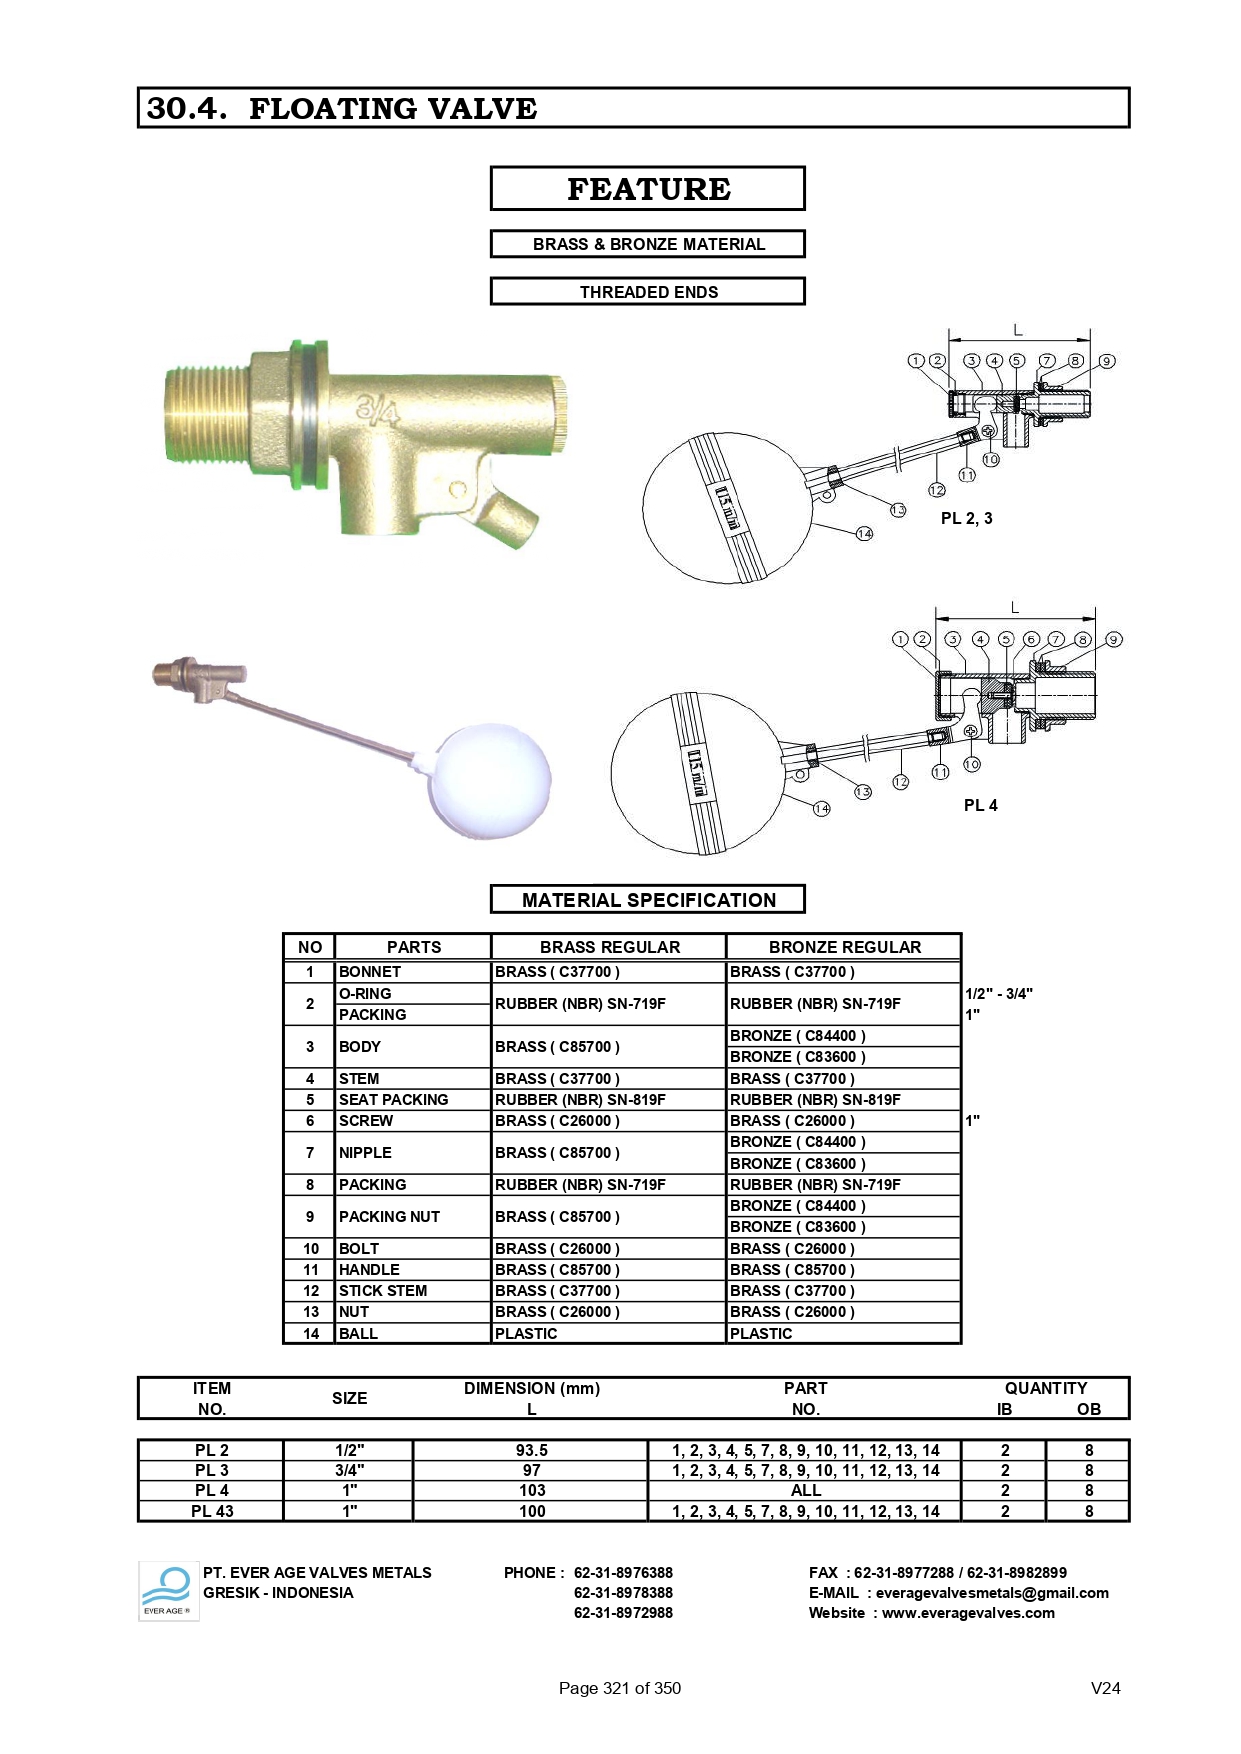 30.4. FLOATING VALVE
FEATURE
BRASS & BRONZE MATERIAL
THREADED ENDS
3/4
L
1 2 3 4 5 7 8 9
10
11
12
13
14
PL 2, 3
L
1 2 3 4 5 6 7 8 9
10
11
12
13
14
PL 4
MATERIAL SPECIFICATION
NO PARTS BRASS REGULAR BRONZE REGULAR
1 BONNET BRASS ( C37700 ) BRASS ( C37700 )
2 O-RING RUBBER (NBR) SN-719F RUBBER (NBR) SN-719F 1/2" - 3/4"
PACKING 1"
3 BODY BRASS ( C85700 ) BRONZE ( C84400 )
BRONZE ( C83600 )
4 STEM BRASS ( C37700 ) BRASS ( C37700 )
5 SEAT PACKING RUBBER (NBR) SN-819F RUBBER (NBR) SN-819F
6 SCREW BRASS ( C26000 ) BRASS ( C26000 ) 1"
7 NIPPLE BRASS ( C85700 ) BRONZE ( C84400 )
BRONZE ( C83600 )
8 PACKING RUBBER (NBR) SN-719F RUBBER (NBR) SN-719F
9 PACKING NUT BRASS ( C85700 ) BRONZE ( C84400 )
BRONZE ( C83600 )
10 BOLT BRASS ( C26000 ) BRASS ( C26000 )
11 HANDLE BRASS ( C85700 ) BRASS ( C85700 )
12 STICK STEM BRASS ( C37700 ) BRASS ( C37700 )
13 NUT BRASS ( C26000 ) BRASS ( C26000 )
14 BALL PLASTIC PLASTIC
ITEM SIZE DIMENSION (mm) PART QUANTITY
NO. L NO. IB OB
PL 2 1/2" 93.5 1, 2, 3, 4, 5, 7, 8, 9, 10, 11, 12, 13, 14 2 8
PL 3 3/4" 97 1, 2, 3, 4, 5, 7, 8, 9, 10, 11, 12, 13, 14 2 8
PL 4 1" 103 ALL 2 8
PL 43 1" 100 1, 2, 3, 4, 5, 7, 8, 9, 10, 11, 12, 13, 14 2 8
EVER AGE ®
PT. EVER AGE VALVES METALS PHONE : 62-31-8976388 FAX : 62-31-8977288 / 62-31-8982899
GRESIK - INDONESIA 62-31-8978388 E-MAIL : everagevalvesmetals@gmail.com
62-31-8972988 Website : www.everagevalves.com
Page 321 of 350 V24